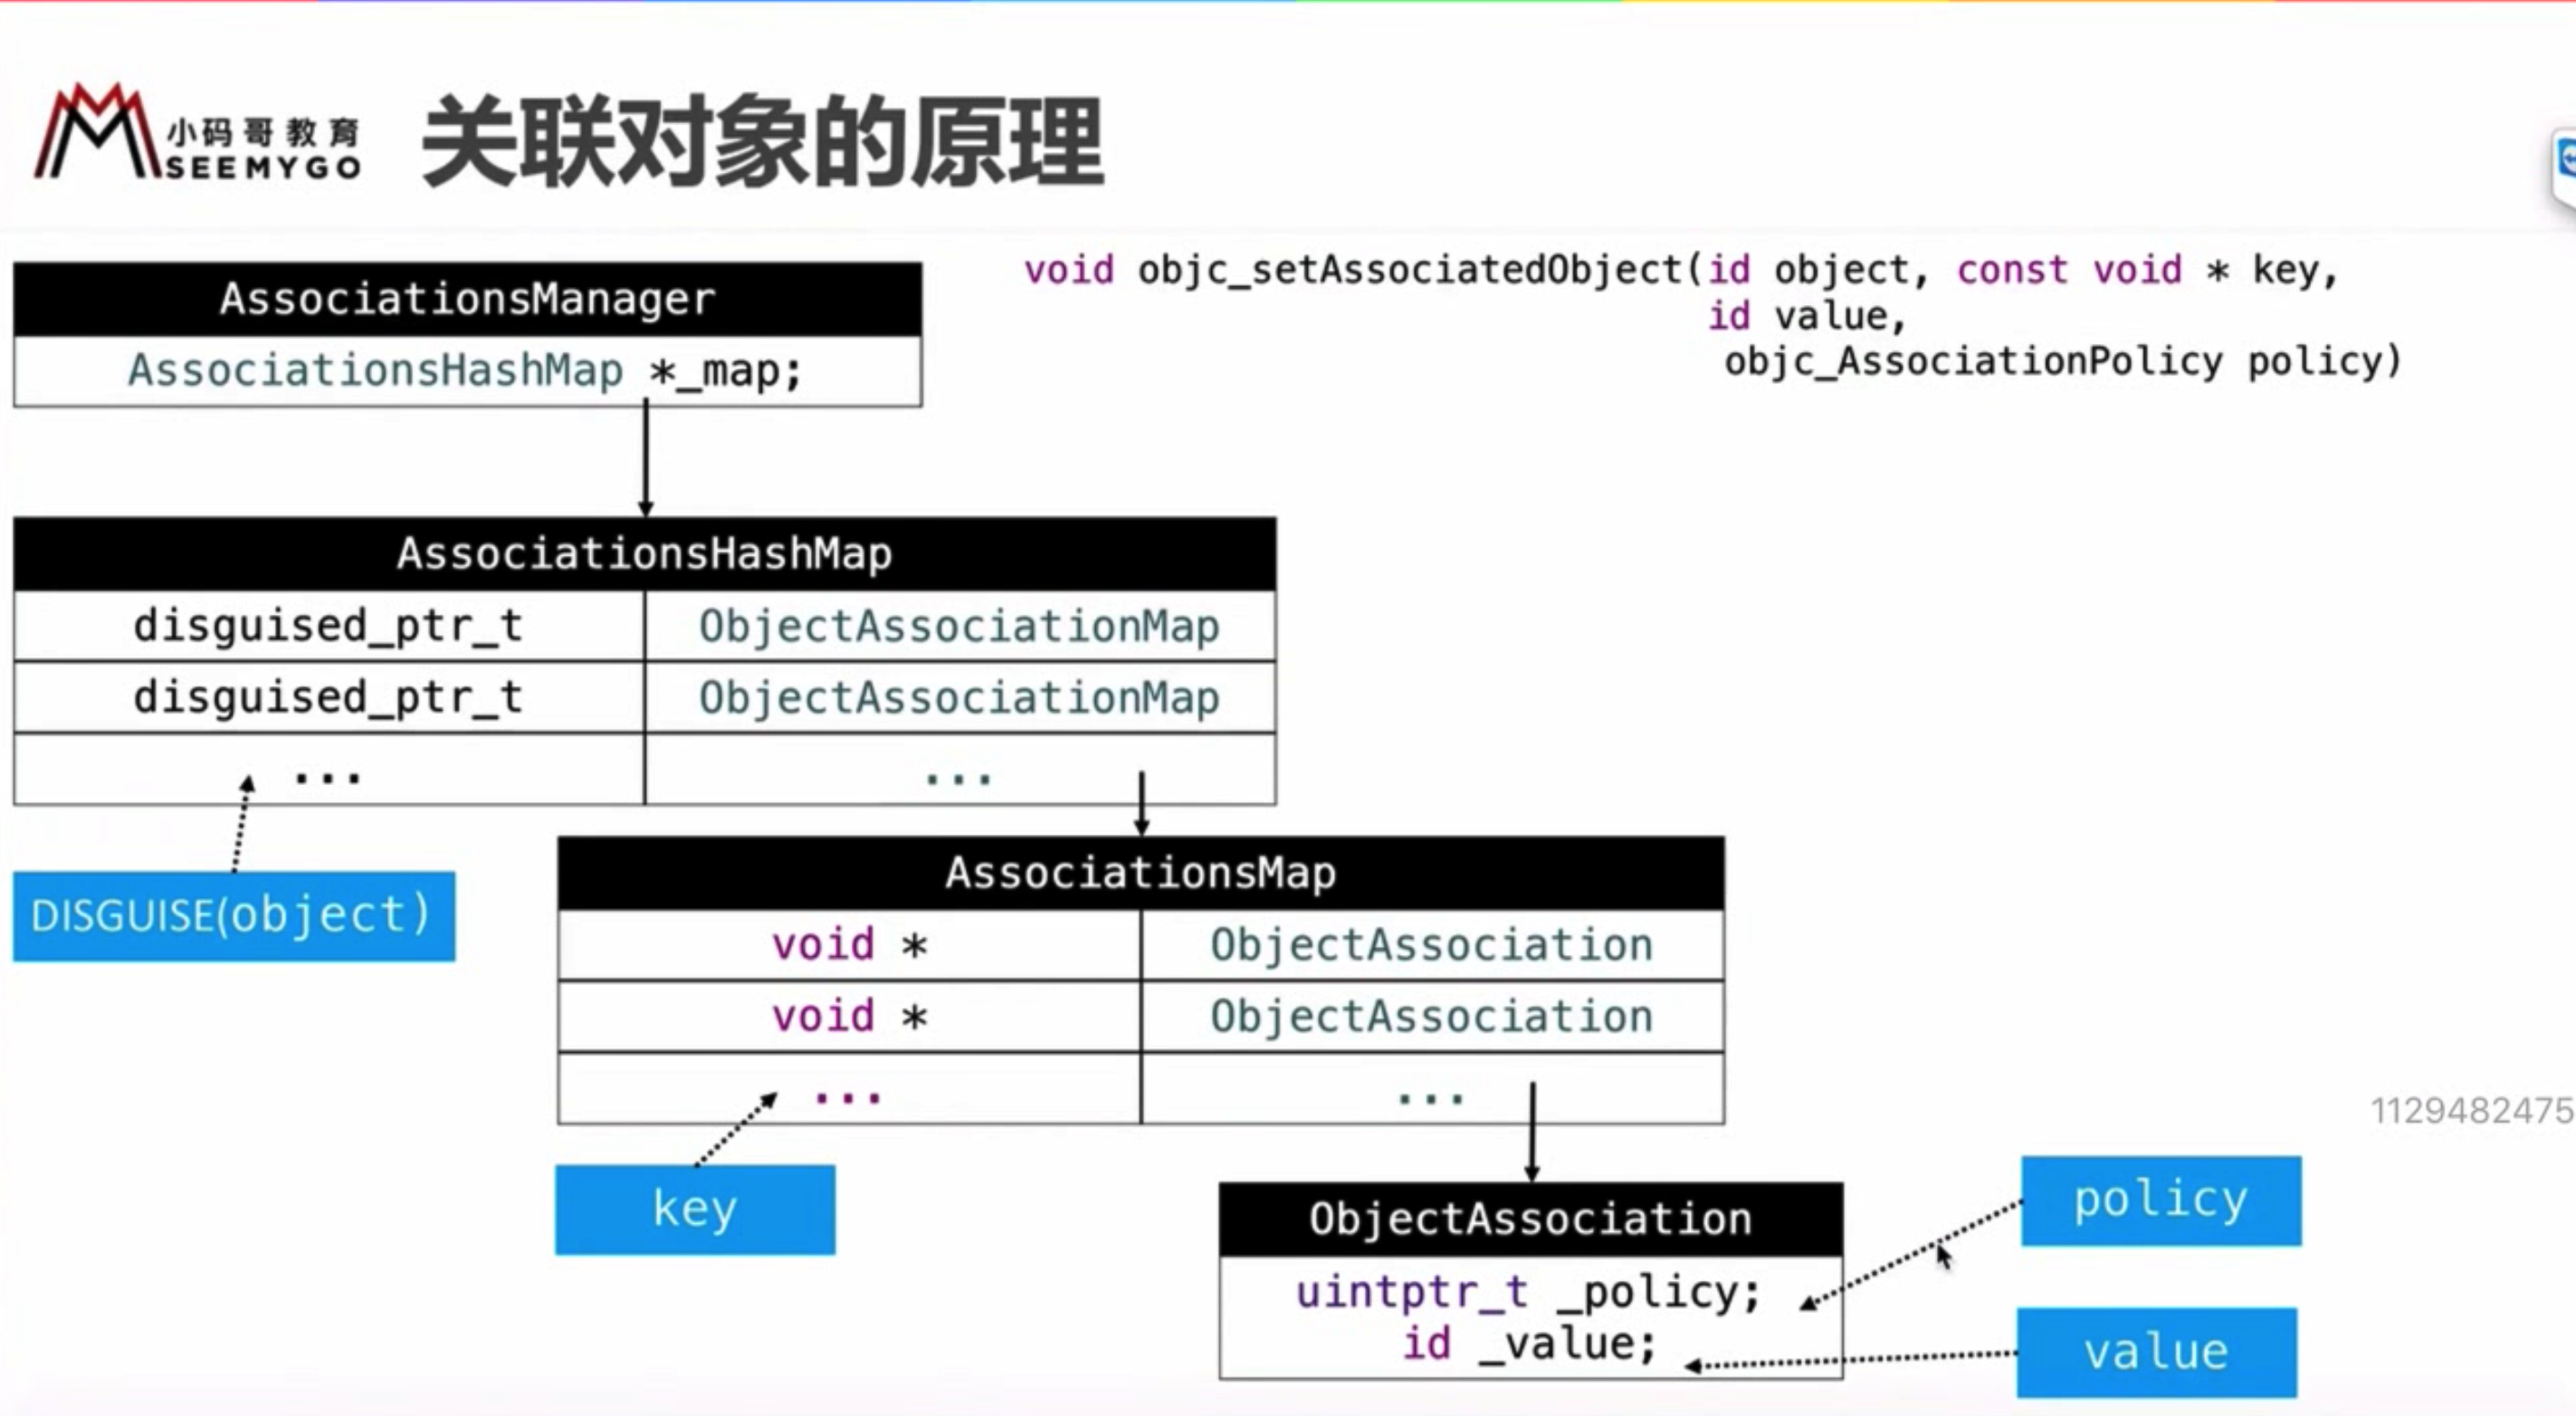 小码哥教育
SEEMYGO
关联对象的原理
void objc_setAssociatedObject(id object, const void * key,
id value,
objc_AssociationPolicy policy)
AssociationsManager
AssociationsHashMap *_map;
AssociationsHashMap
disguised_ptr_t ObjectAssociationMap
disguised_ptr_t ObjectAssociationMap
... ...
DISGUISE(object)
AssociationsMap
void * ObjectAssociation
void * ObjectAssociation
... ...
key
1129482475
ObjectAssociation
uintptr_t _policy;
id _value;
policy
value